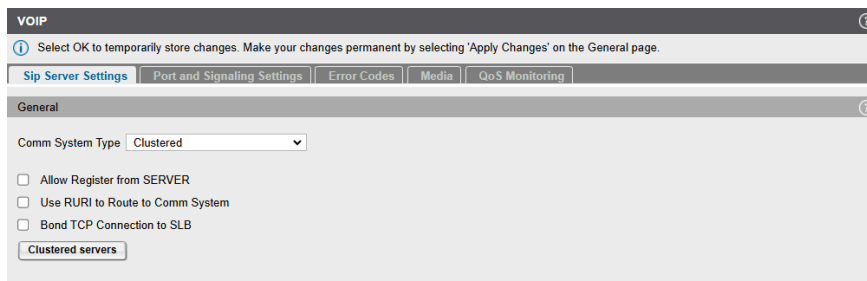 VOIP
Select OK to temporarily store changes. Make your changes permanent by selecting 'Apply Changes' on the General page.
Sip Server Settings Port and Signaling Settings Error Codes Media QoS Monitoring
General
Comm System Type Clustered
Allow Register from SERVER
Use RURI to Route to Comm System
Bond TCP Connection to SLB
Clustered servers